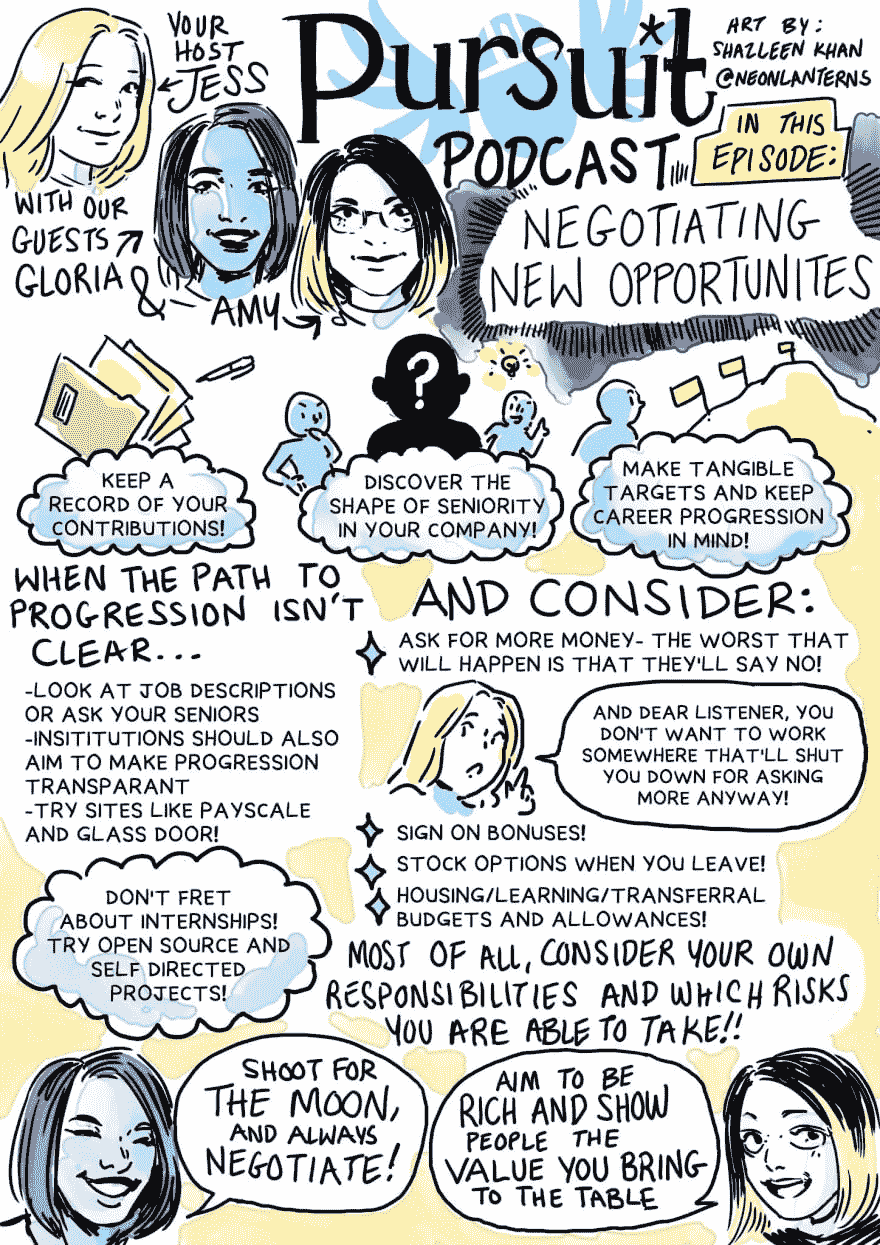 YOUR
HOST
JESS
Pursuit
PODCAST
ART BY:
SHAZLEEN KHAN
@NEONLANTERNS
IN THIS
EPISODE:
WITH OUR
GUESTS
GLORIA &
AMY
NEGOTIATING
NEW OPPORTUNITES
?
KEEP A
RECORD OF YOUR
CONTRIBUTIONS!
DISCOVER THE
SHAPE OF SENIORITY
IN YOUR COMPANY!
MAKE TANGIBLE
TARGETS AND KEEP
CAREER PROGRESSION
IN MIND!
WHEN THE PATH TO
PROGRESSION ISN'T
CLEAR...
-LOOK AT JOB DESCRIPTIONS
OR ASK YOUR SENIORS
-INSITITUTIONS SHOULD ALSO
AIM TO MAKE PROGRESSION
TRANSPARANT
-TRY SITES LIKE PAYSCALE
AND GLASS DOOR!
DON'T FRET
ABOUT INTERNSHIPS!
TRY OPEN SOURCE AND
SELF DIRECTED
PROJECTS!
AND CONSIDER:
ASK FOR MORE MONEY- THE WORST THAT
WILL HAPPEN IS THAT THEY'LL SAY NO!
AND DEAR LISTENER, YOU
DON'T WANT TO WORK
SOMEWHERE THAT'LL SHUT
YOU DOWN FOR ASKING
MORE ANYWAY!
SIGN ON BONUSES!
STOCK OPTIONS WHEN YOU LEAVE!
HOUSING/LEARNING/TRANSFERRAL
BUDGETS AND ALLOWANCES!
MOST OF ALL, CONSIDER YOUR OWN
RESPONSIBILITIES AND WHICH RISKS
YOU ARE ABLE TO TAKE!!
SHOOT FOR
THE MOON,
AND ALWAYS
NEGOTIATE!
AIM TO BE
RICH AND SHOW
PEOPLE THE
VALUE YOU BRING
TO THE TABLE